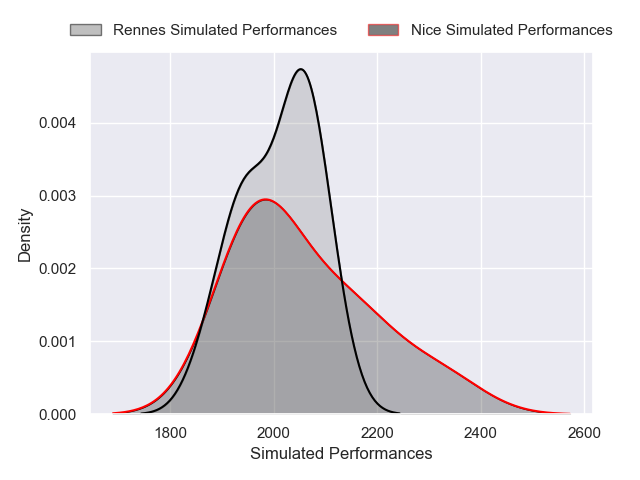 Rennes Simulated Performances
Nice Simulated Performances
Density
0.004
0.003
0.002
0.001
0.000
1800
2000
2200
2400
2600
Simulated Performances